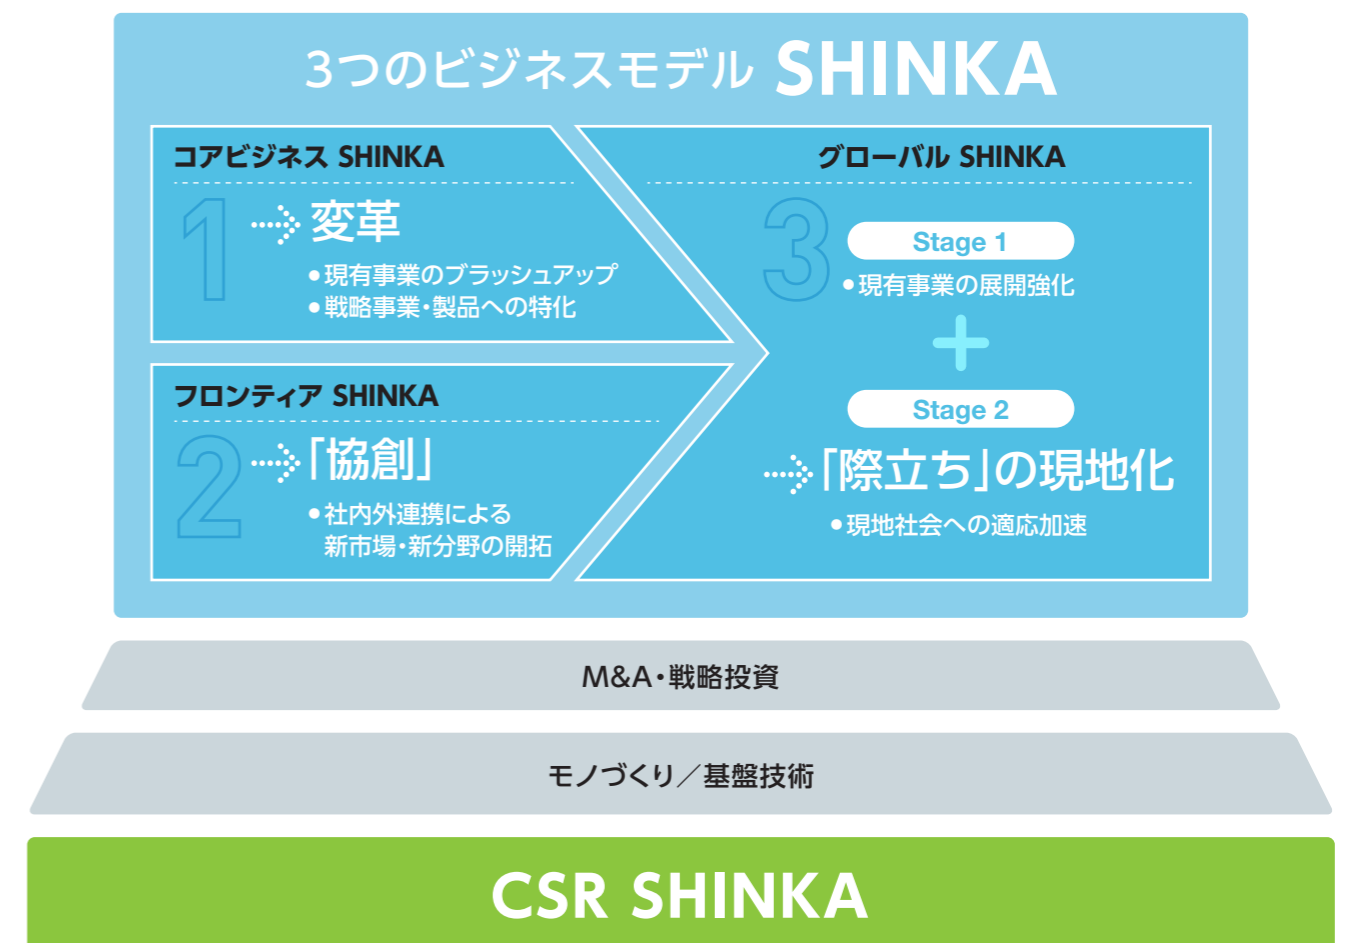 3つのビジネスモデル SHINKA
コアビジネス SHINKA
1
変革
●現有事業のブラッシュアップ
●戦略事業・製品への特化
フロンティア SHINKA
2
「協創」
●社内外連携による
新市場・新分野の開拓
グローバル SHINKA
3
Stage 1
●現有事業の展開強化
+
Stage 2
「際立ち」の現地化
●現地社会への適応加速
M&A・戦略投資
モノづくり／基盤技術
CSR SHINKA